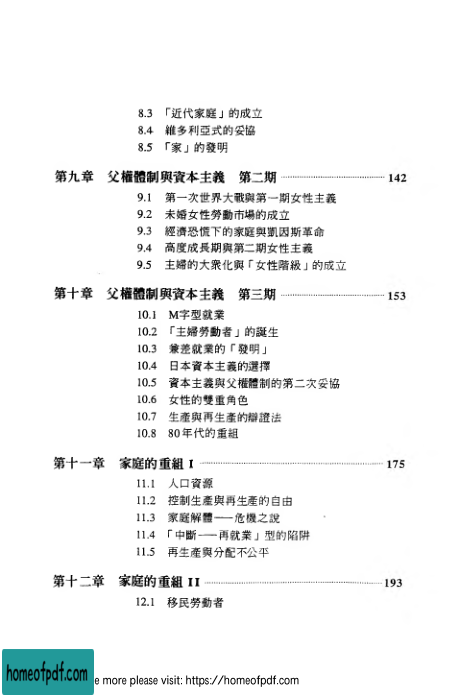 8.3 「近代家庭」的成立
8.4 維多利亞式的妥協
8.5 「家」的發明
第九章 父權體制與資本主義 第二期 142
9.1 第一次世界大戰與第一期女性主義
9.2 未婚女性勞動市場的成立
9.3 經濟恐慌下的家庭與凱因斯革命
9.4 高度成長期與第二期女性主義
9.5 主婦的大眾化與「女性階級」的成立
第十章 父權體制與資本主義 第三期 153
10.1 M字型就業
10.2 「主婦勞動者」的誕生
10.3 兼差就業的「發明」
10.4 日本資本主義的選擇
10.5 資本主義與父權體制的第二次妥協
10.6 女性的雙重角色
10.7 生產與再生產的辯證法
10.8 80年代的重組
第十一章 家庭的重組 I 175
11.1 人口資源
11.2 控制生產與再生產的自由
11.3 家庭解體——危機之說
11.4 「中斷——再就業」型的陷阱
11.5 再生產與分配不公平
第十二章 家庭的重組 II 193
12.1 移民勞動者
homeofpdf.com
e more please visit: https://homeofpdf.com